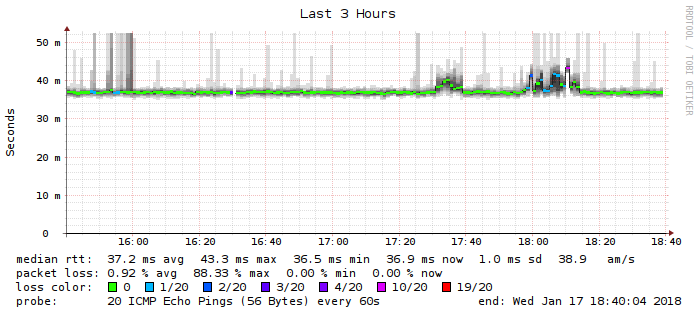 Last 3 Hours
RRDTOOL / TOBI OETIKER
Seconds
50 m
40 m
30 m
20 m
10 m
0
16:00 16:20 16:40 17:00 17:20 17:40 18:00 18:20 18:40
median rtt: 37.2 ms avg 43.3 ms max 36.5 ms min 36.9 ms now 1.0 ms sd 38.9 am/s
packet loss: 0.92 % avg 88.33 % max 0.00 % min 0.00 % now
loss color: 0 1/20 2/20 3/20 4/20 10/20 19/20
probe: 20 ICMP Echo Pings (56 Bytes) every 60s end: Wed Jan 17 18:40:04 2018